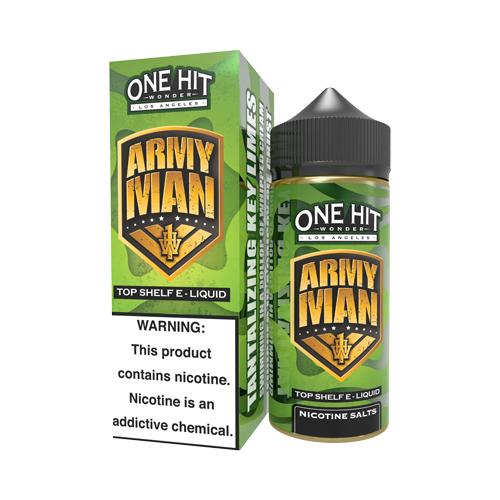 ONE HIT
WONDER
LOS ANGELES
ARMY
MAN
TOP SHELF E-LIQUID
WARNING:
This product
contains nicotine.
Nicotine is an
addictive chemical.
TANTALIZING KEY LIMES
ONE HIT
WONDER
LOS ANGELES
ARMY
MAN
TOP SHELF E-LIQUID
NICOTINE SALTS